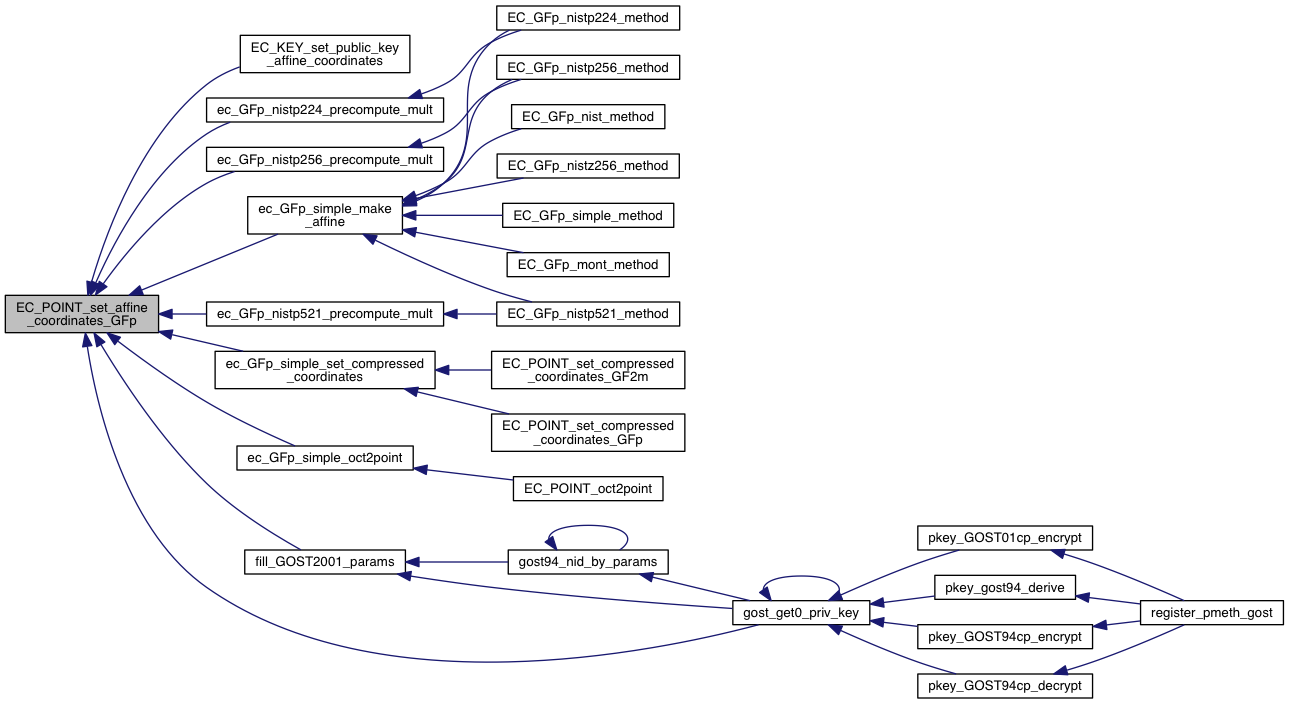 EC_GFp_nistp224_method
EC_KEY_set_public_key
_affine_coordinates
EC_GFp_nistp256_method
ec_GFp_nistp224_precompute_mult
EC_GFp_nist_method
ec_GFp_nistp256_precompute_mult
EC_GFp_nistz256_method
ec_GFp_simple_make
_affine
EC_GFp_simple_method
EC_GFp_mont_method
EC_POINT_set_affine
_coordinates_GFp
ec_GFp_nistp521_precompute_mult
EC_GFp_nistp521_method
ec_GFp_simple_set_compressed
_coordinates
EC_POINT_set_compressed
_coordinates_GF2m
EC_POINT_set_compressed
_coordinates_GFp
ec_GFp_simple_oct2point
EC_POINT_oct2point
fill_GOST2001_params
gost94_nid_by_params
pkey_GOST01cp_encrypt
pkey_gost94_derive
gost_get0_priv_key
register_pmeth_gost
pkey_GOST94cp_encrypt
pkey_GOST94cp_decrypt